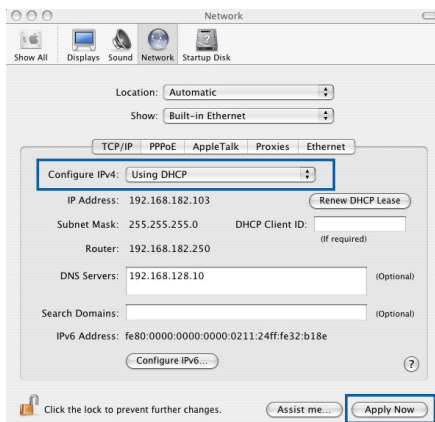 Network
Show All Displays Sound Network Startup Disk
Location: Automatic
Show: Built-in Ethernet
TCP/IP PPPoE AppleTalk Proxies Ethernet
Configure IPv4: Using DHCP
IP Address: 192.168.182.103 Renew DHCP Lease
Subnet Mask: 255.255.255.0 DHCP Client ID:
(If required)
Router: 192.168.182.250
DNS Servers: 192.168.128.10 (Optional)
Search Domains: (Optional)
IPv6 Address: fe80:0000:0000:0000:0211:24ff:fe32:b18e
Configure IPv6... ?
Click the lock to prevent further changes. Assist me... Apply Now